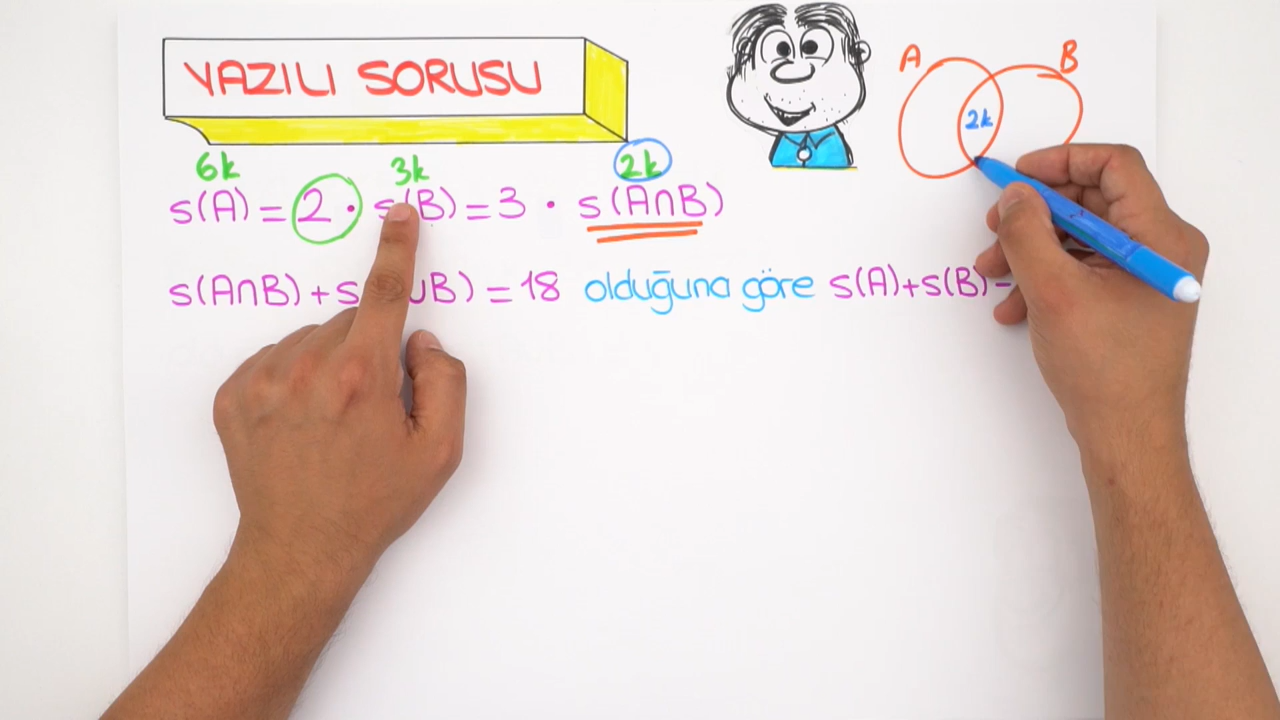 YAZILI SORUSU
A B
2k
6k 3k 2k
s(A) = 2 · s(B) = 3 · s(A∩B)
s(A∩B) + s B) = 18 olduğuna göre s(A)+s(B)-